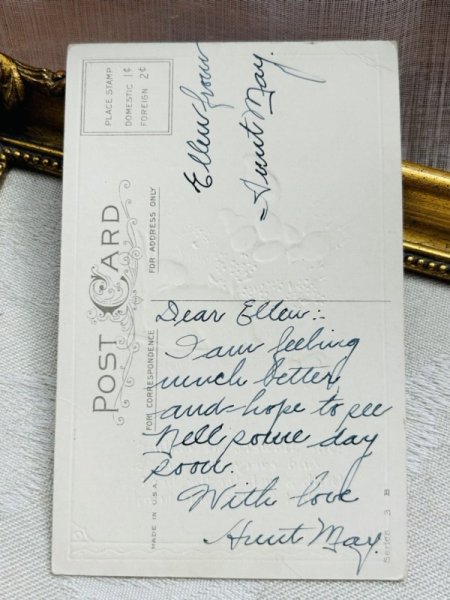 PLACE STAMP
DOMESTIC 1¢
FOREIGN 2¢
POST CARD
FOR ADDRESS ONLY
Ellen from
Aunt May.
FOR CORRESPONDENCE
Dear Ellen:-
I am feeling
much better,
and hope to see
Nell some day
soon.
With love
Aunt May.
MADE IN U.S.A.
Series 3 B